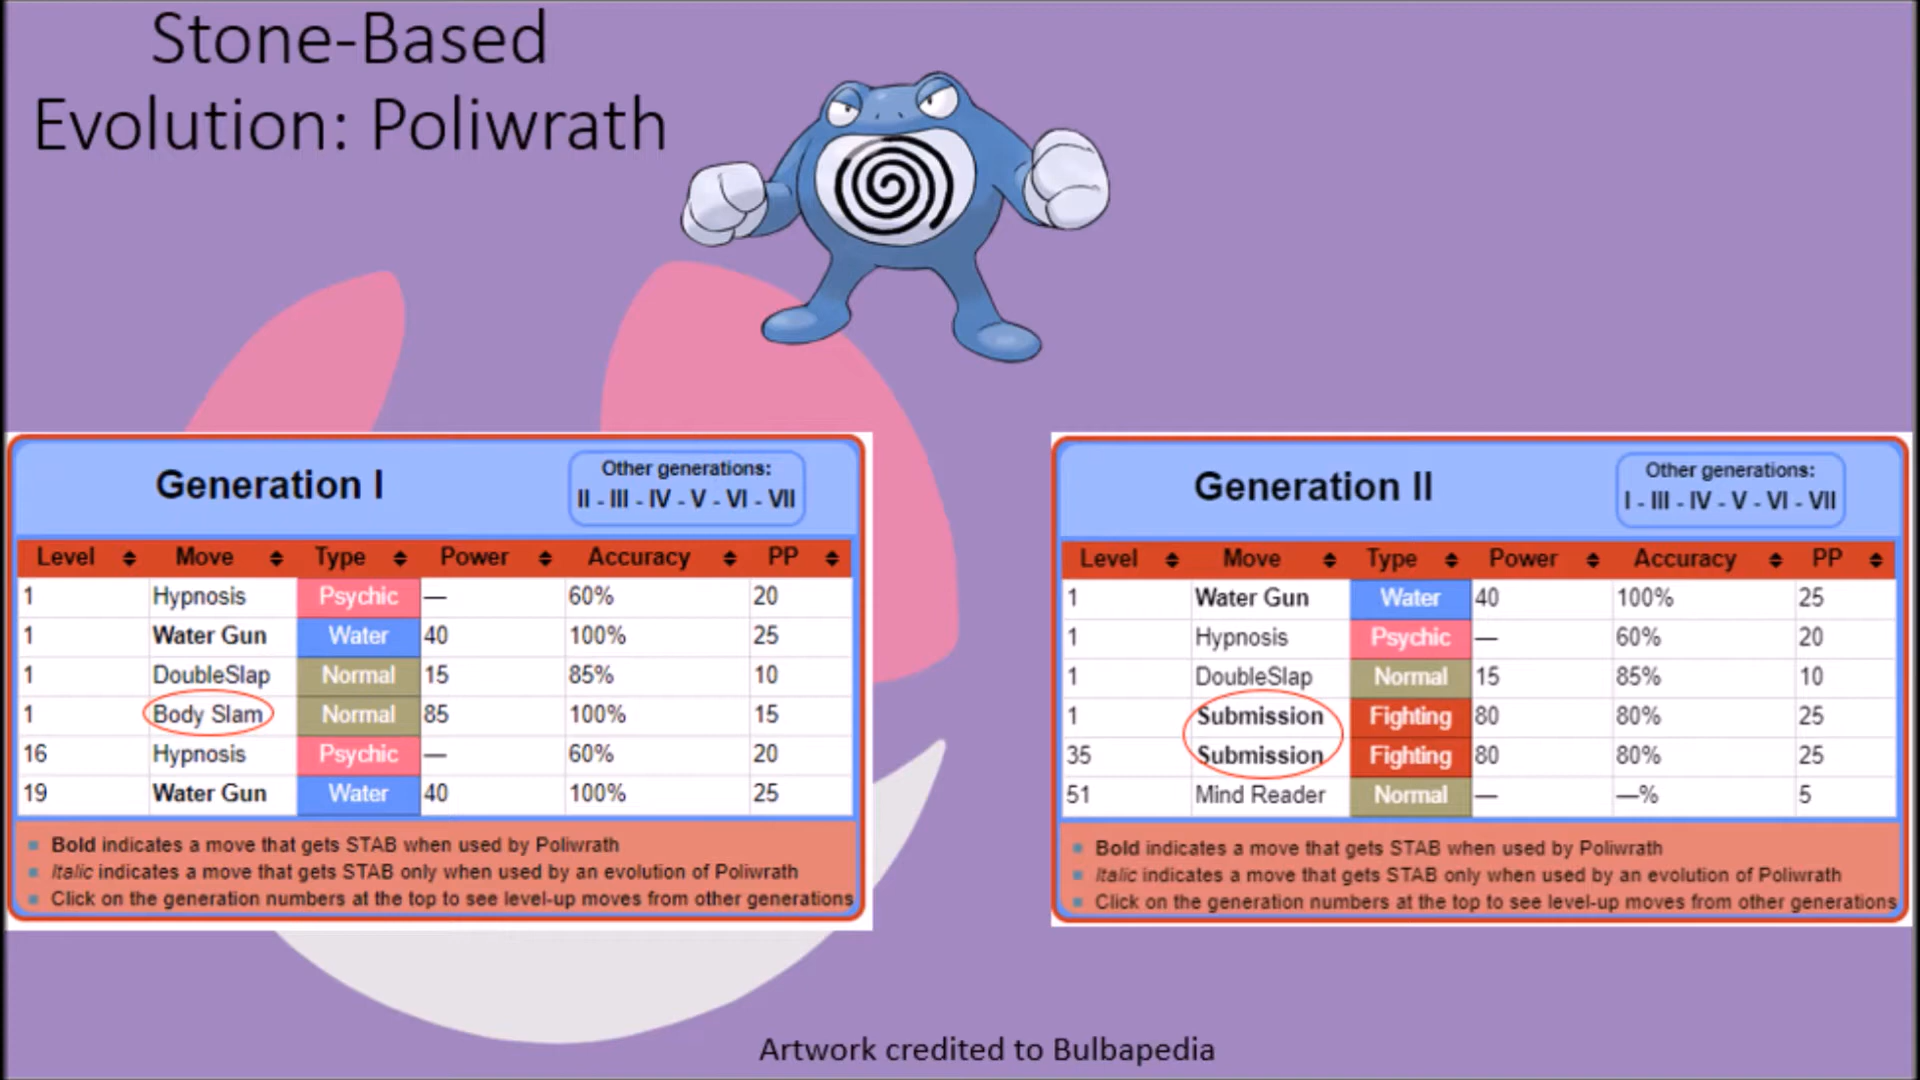 Stone-Based
Evolution: Poliwrath
Generation I
Other generations:
II - III - IV - V - VI - VII
Level Move Type Power Accuracy PP
1 Hypnosis Psychic — 60% 20
1 Water Gun Water 40 100% 25
1 DoubleSlap Normal 15 85% 10
1 Body Slam Normal 85 100% 15
16 Hypnosis Psychic — 60% 20
19 Water Gun Water 40 100% 25
Bold indicates a move that gets STAB when used by Poliwrath
Italic indicates a move that gets STAB only when used by an evolution of Poliwrath
Click on the generation numbers at the top to see level-up moves from other generations
Generation II
Other generations:
I - III - IV - V - VI - VII
Level Move Type Power Accuracy PP
1 Water Gun Water 40 100% 25
1 Hypnosis Psychic — 60% 20
1 DoubleSlap Normal 15 85% 10
1 Submission Fighting 80 80% 25
35 Submission Fighting 80 80% 25
51 Mind Reader Normal — —% 5
Bold indicates a move that gets STAB when used by Poliwrath
Italic indicates a move that gets STAB only when used by an evolution of Poliwrath
Click on the generation numbers at the top to see level-up moves from other generations
Artwork credited to Bulbapedia